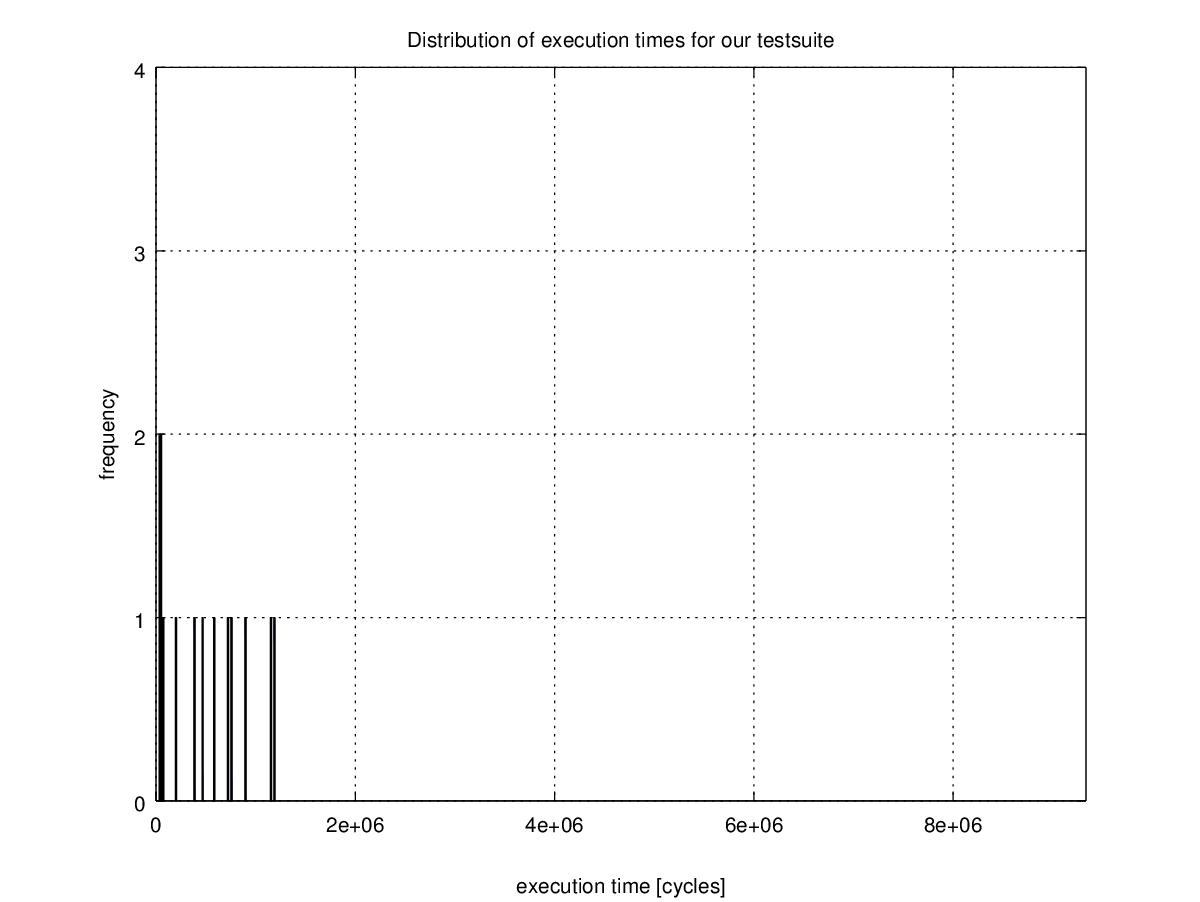 Distribution of execution times for our testsuite
4
3
2
1
0
frequency
0 2e+06 4e+06 6e+06 8e+06
execution time [cycles]